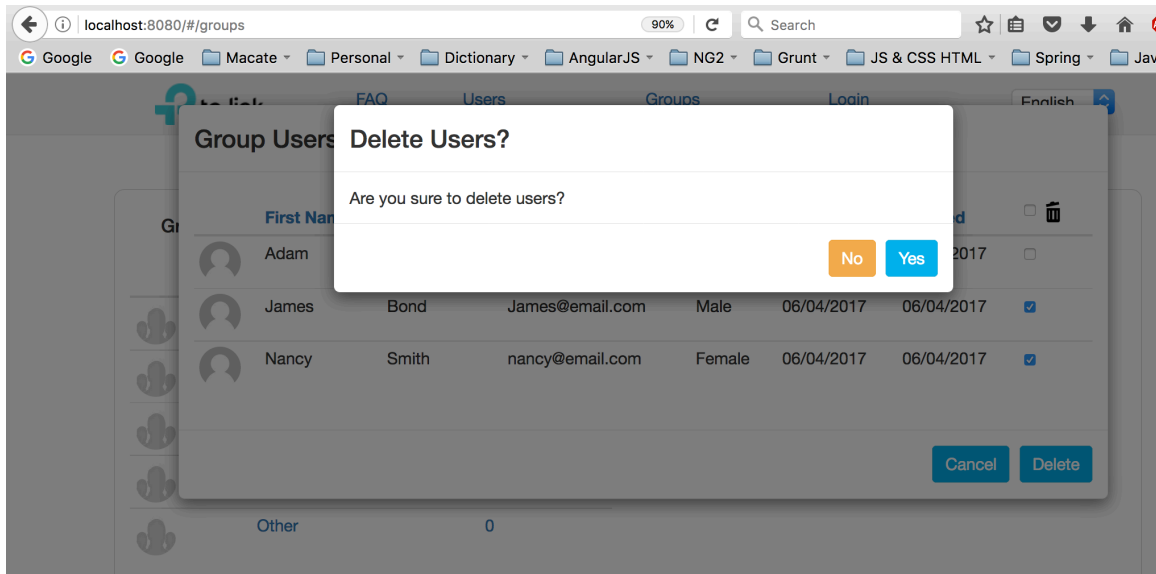 localhost:8080/#/groups 90% Search
Google Google Macate Personal Dictionary AngularJS NG2 Grunt JS & CSS HTML Spring Jav
FAQ Users Groups Login English
Group Users
Delete Users?
Are you sure to delete users?
No Yes
Gr
First Nan d
Adam 2017
James Bond James@email.com Male 06/04/2017 06/04/2017
Nancy Smith nancy@email.com Female 06/04/2017 06/04/2017
Cancel Delete
Other 0